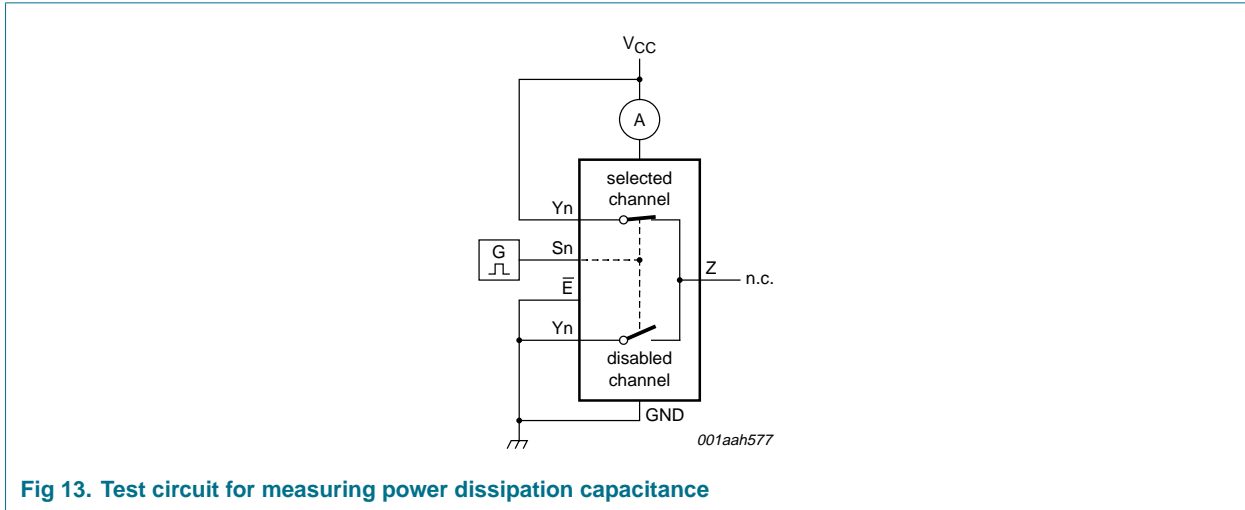 VCC
A
selected
channel
Yn
Sn
G
E̅
Z
n.c.
Yn
disabled
channel
GND
001aah577
Fig 13. Test circuit for measuring power dissipation capacitance